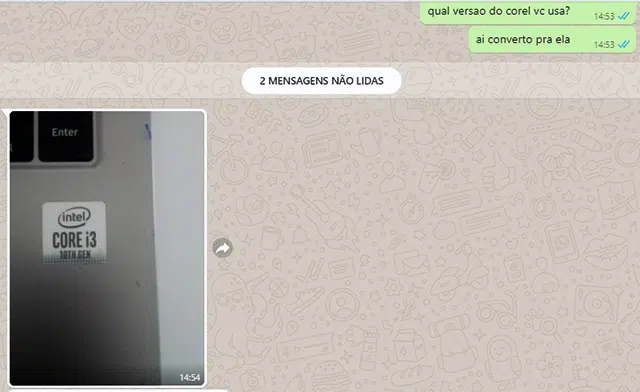 qual versao do corel vc usa?
14:53
ai converto pra ela
14:53
2 MENSAGENS NÃO LIDAS
Enter
intel
CORE i3
10TH GEN
14:54